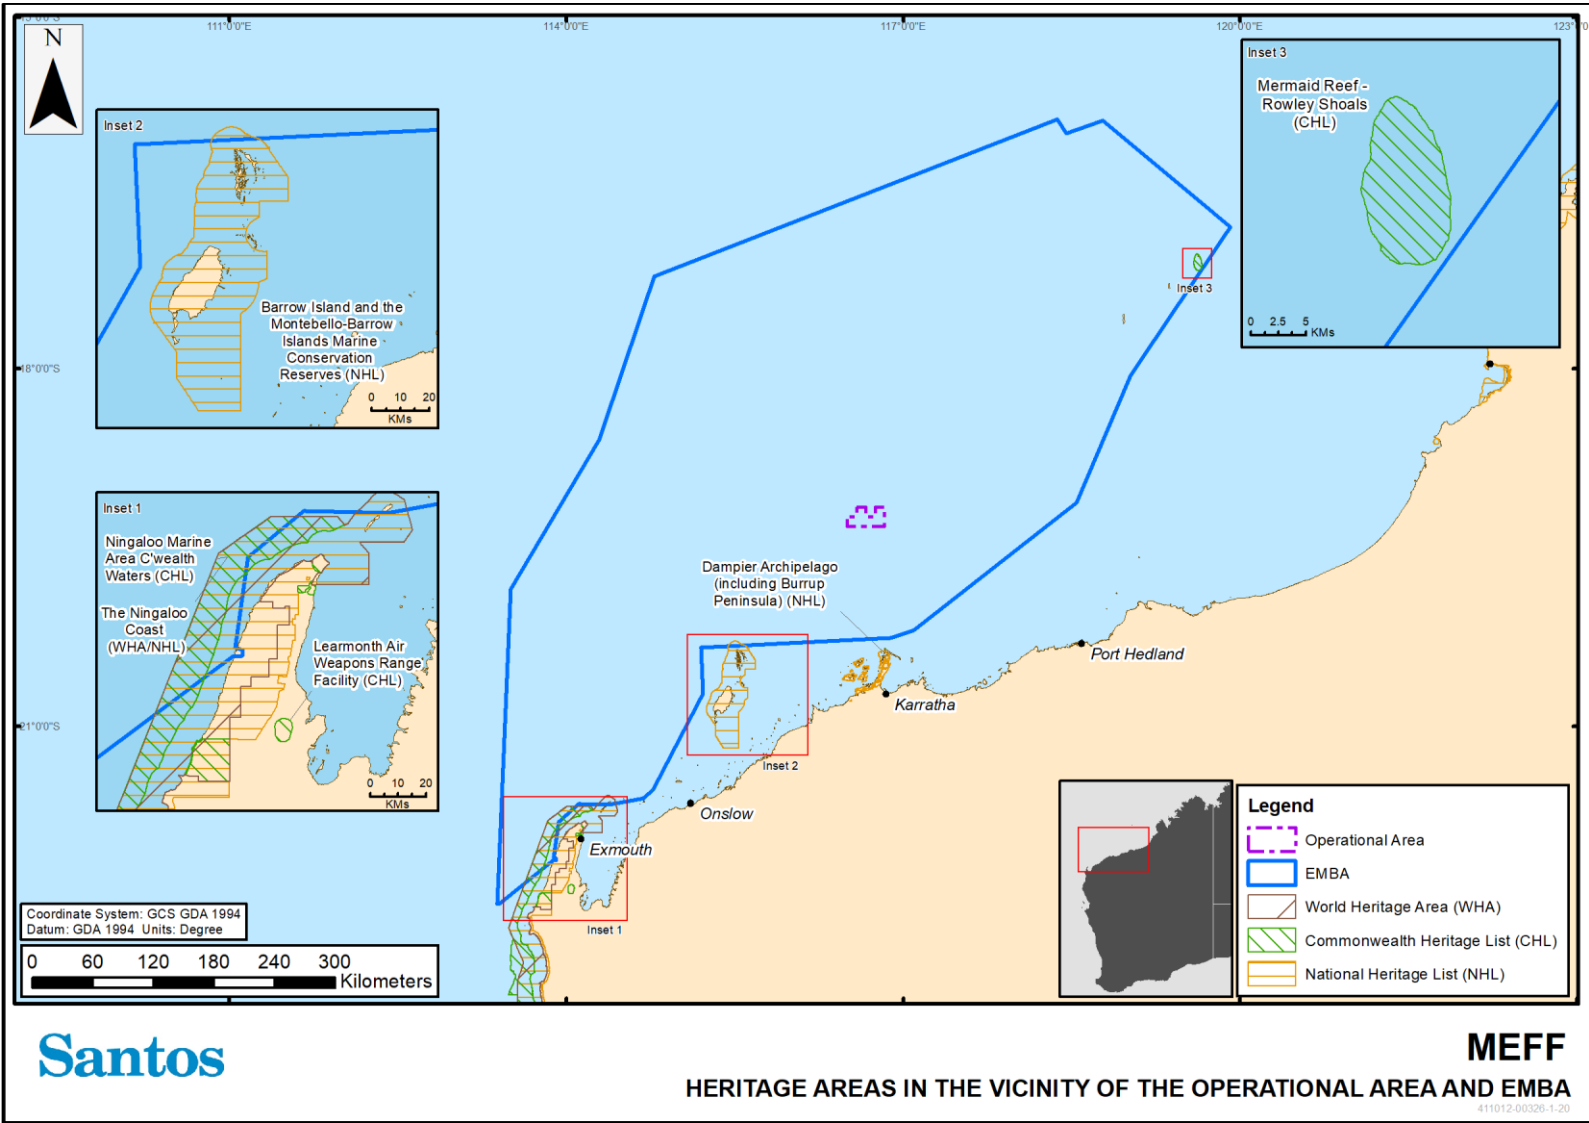 111°0'0"E
114°0'0"E
117°0'0"E
120°0'0"E
N
Inset 2
Barrow Island and the
Montebello-Barrow
Islands Marine
Conservation
Reserves (NHL)
0 10 20
KMs
Inset 3
Mermaid Reef -
Rowley Shoals
(CHL)
0 2.5 5
KMs
Inset 3
18°0'0"S
Inset 1
Ningaloo Marine
Area C'wealth
Waters (CHL)
The Ningaloo
Coast
(WHA/NHL)
Learmonth Air
Weapons Range
Facility (CHL)
0 10 20
KMs
Dampier Archipelago
(including Burrup
Peninsula) (NHL)
Port Hedland
Karratha
21°0'0"S
Inset 2
Onslow
Exmouth
Inset 1
Coordinate System: GCS GDA 1994
Datum: GDA 1994 Units: Degree
0 60 120 180 240 300
Kilometers
Legend
Operational Area
EMBA
World Heritage Area (WHA)
Commonwealth Heritage List (CHL)
National Heritage List (NHL)
Santos
MEFF
HERITAGE AREAS IN THE VICINITY OF THE OPERATIONAL AREA AND EMBA
411012-00326-1-20